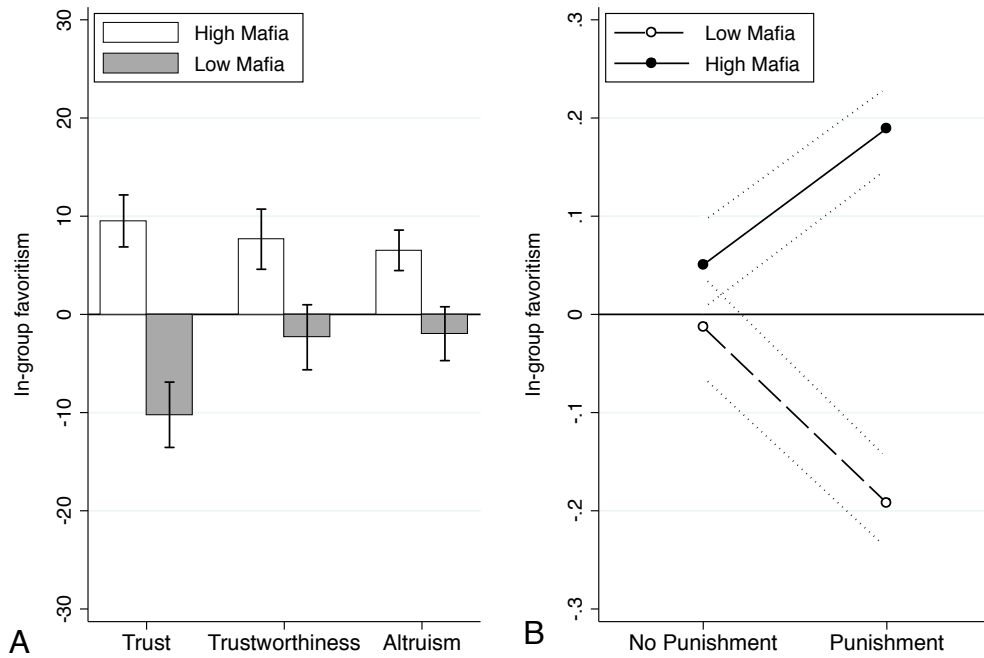 High Mafia
Low Mafia
In-group favoritism
30
20
10
0
-10
-20
-30
Trust
Trustworthiness
Altruism
A
Low Mafia
High Mafia
In-group favoritism
.3
.2
.1
0
-.1
-.2
-.3
No Punishment
Punishment
B